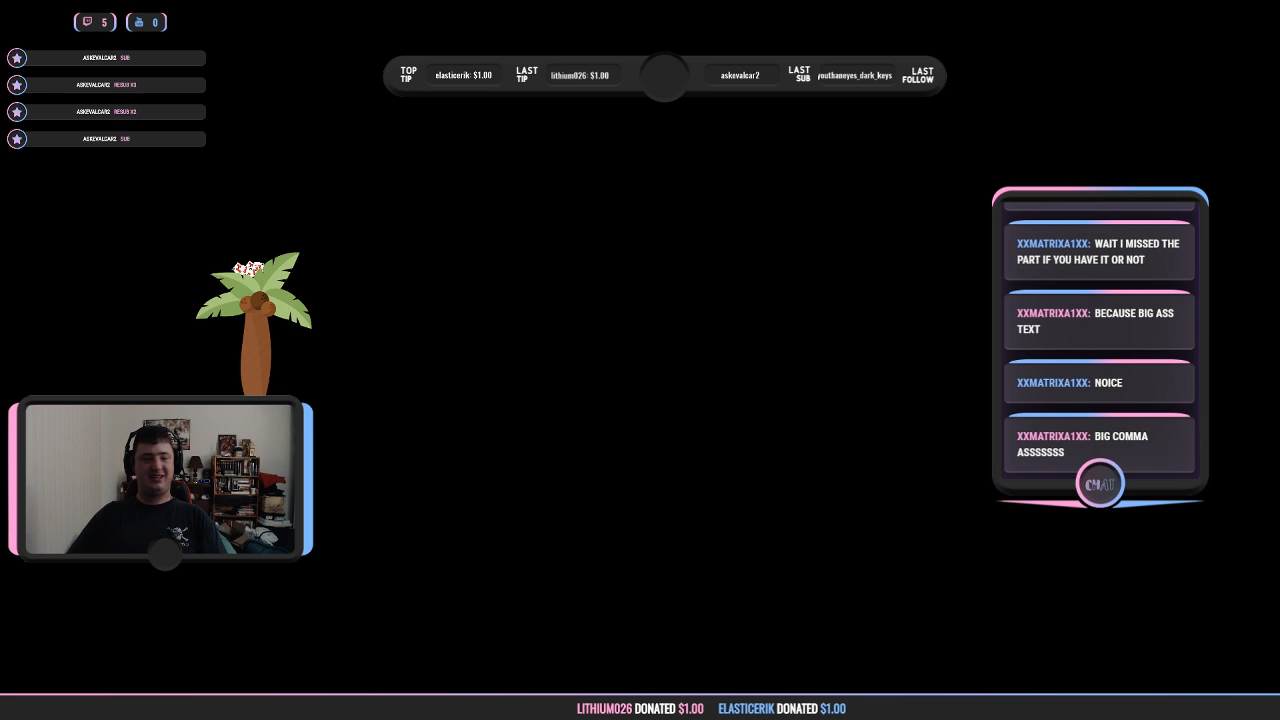 5 0
ASKEVALCAR2 SUB
ASKEVALCAR2 RESUB X3
ASKEVALCAR2 RESUB X2
ASKEVALCAR2 SUB
TOP TIP
elasticerik: $1.00
LAST TIP
lithium026: $1.00
askevalcar2
LAST SUB
youthaneyes_dark_keys
LAST FOLLOW
XXMATRIXA1XX: WAIT I MISSED THE
PART IF YOU HAVE IT OR NOT
XXMATRIXA1XX: BECAUSE BIG ASS
TEXT
XXMATRIXA1XX: NOICE
XXMATRIXA1XX: BIG COMMA
ASSSSSSS
CHAT
LITHIUM026 DONATED $1.00 ELASTICERIK DONATED $1.00